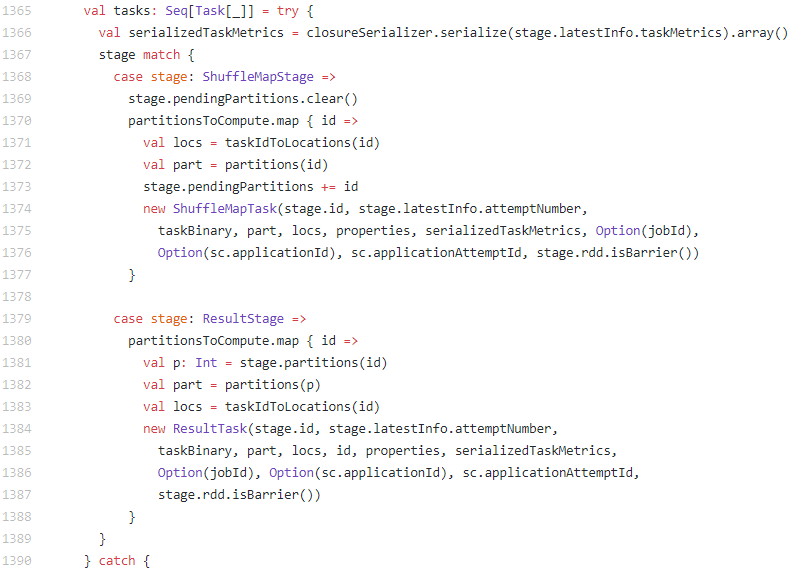 1365 val tasks: Seq[Task[_]] = try {
1366 val serializedTaskMetrics = closureSerializer.serialize(stage.latestInfo.taskMetrics).array()
1367 stage match {
1368 case stage: ShuffleMapStage =>
1369 stage.pendingPartitions.clear()
1370 partitionsToCompute.map { id =>
1371 val locs = taskIdToLocations(id)
1372 val part = partitions(id)
1373 stage.pendingPartitions += id
1374 new ShuffleMapTask(stage.id, stage.latestInfo.attemptNumber,
1375 taskBinary, part, locs, properties, serializedTaskMetrics, Option(jobId),
1376 Option(sc.applicationId), sc.applicationAttemptId, stage.rdd.isBarrier())
1377 }
1378
1379 case stage: ResultStage =>
1380 partitionsToCompute.map { id =>
1381 val p: Int = stage.partitions(id)
1382 val part = partitions(p)
1383 val locs = taskIdToLocations(id)
1384 new ResultTask(stage.id, stage.latestInfo.attemptNumber,
1385 taskBinary, part, locs, id, properties, serializedTaskMetrics,
1386 Option(jobId), Option(sc.applicationId), sc.applicationAttemptId,
1387 stage.rdd.isBarrier())
1388 }
1389 }
1390 } catch {